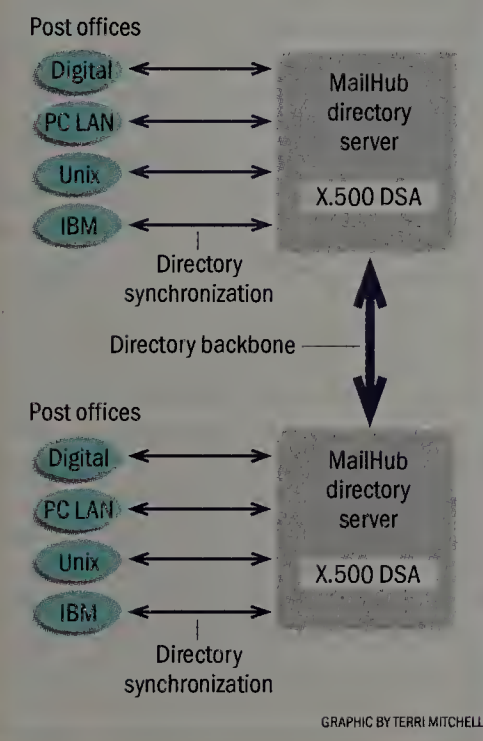 Post offices
Digital
PC LAN
Unix
IBM
MailHub
directory
server
X.500 DSA
Directory
synchronization
Directory backbone
Post offices
Digital
PC LAN
Unix
IBM
MailHub
directory
server
X.500 DSA
Directory
synchronization
GRAPHIC BY TERRI MITCHELL